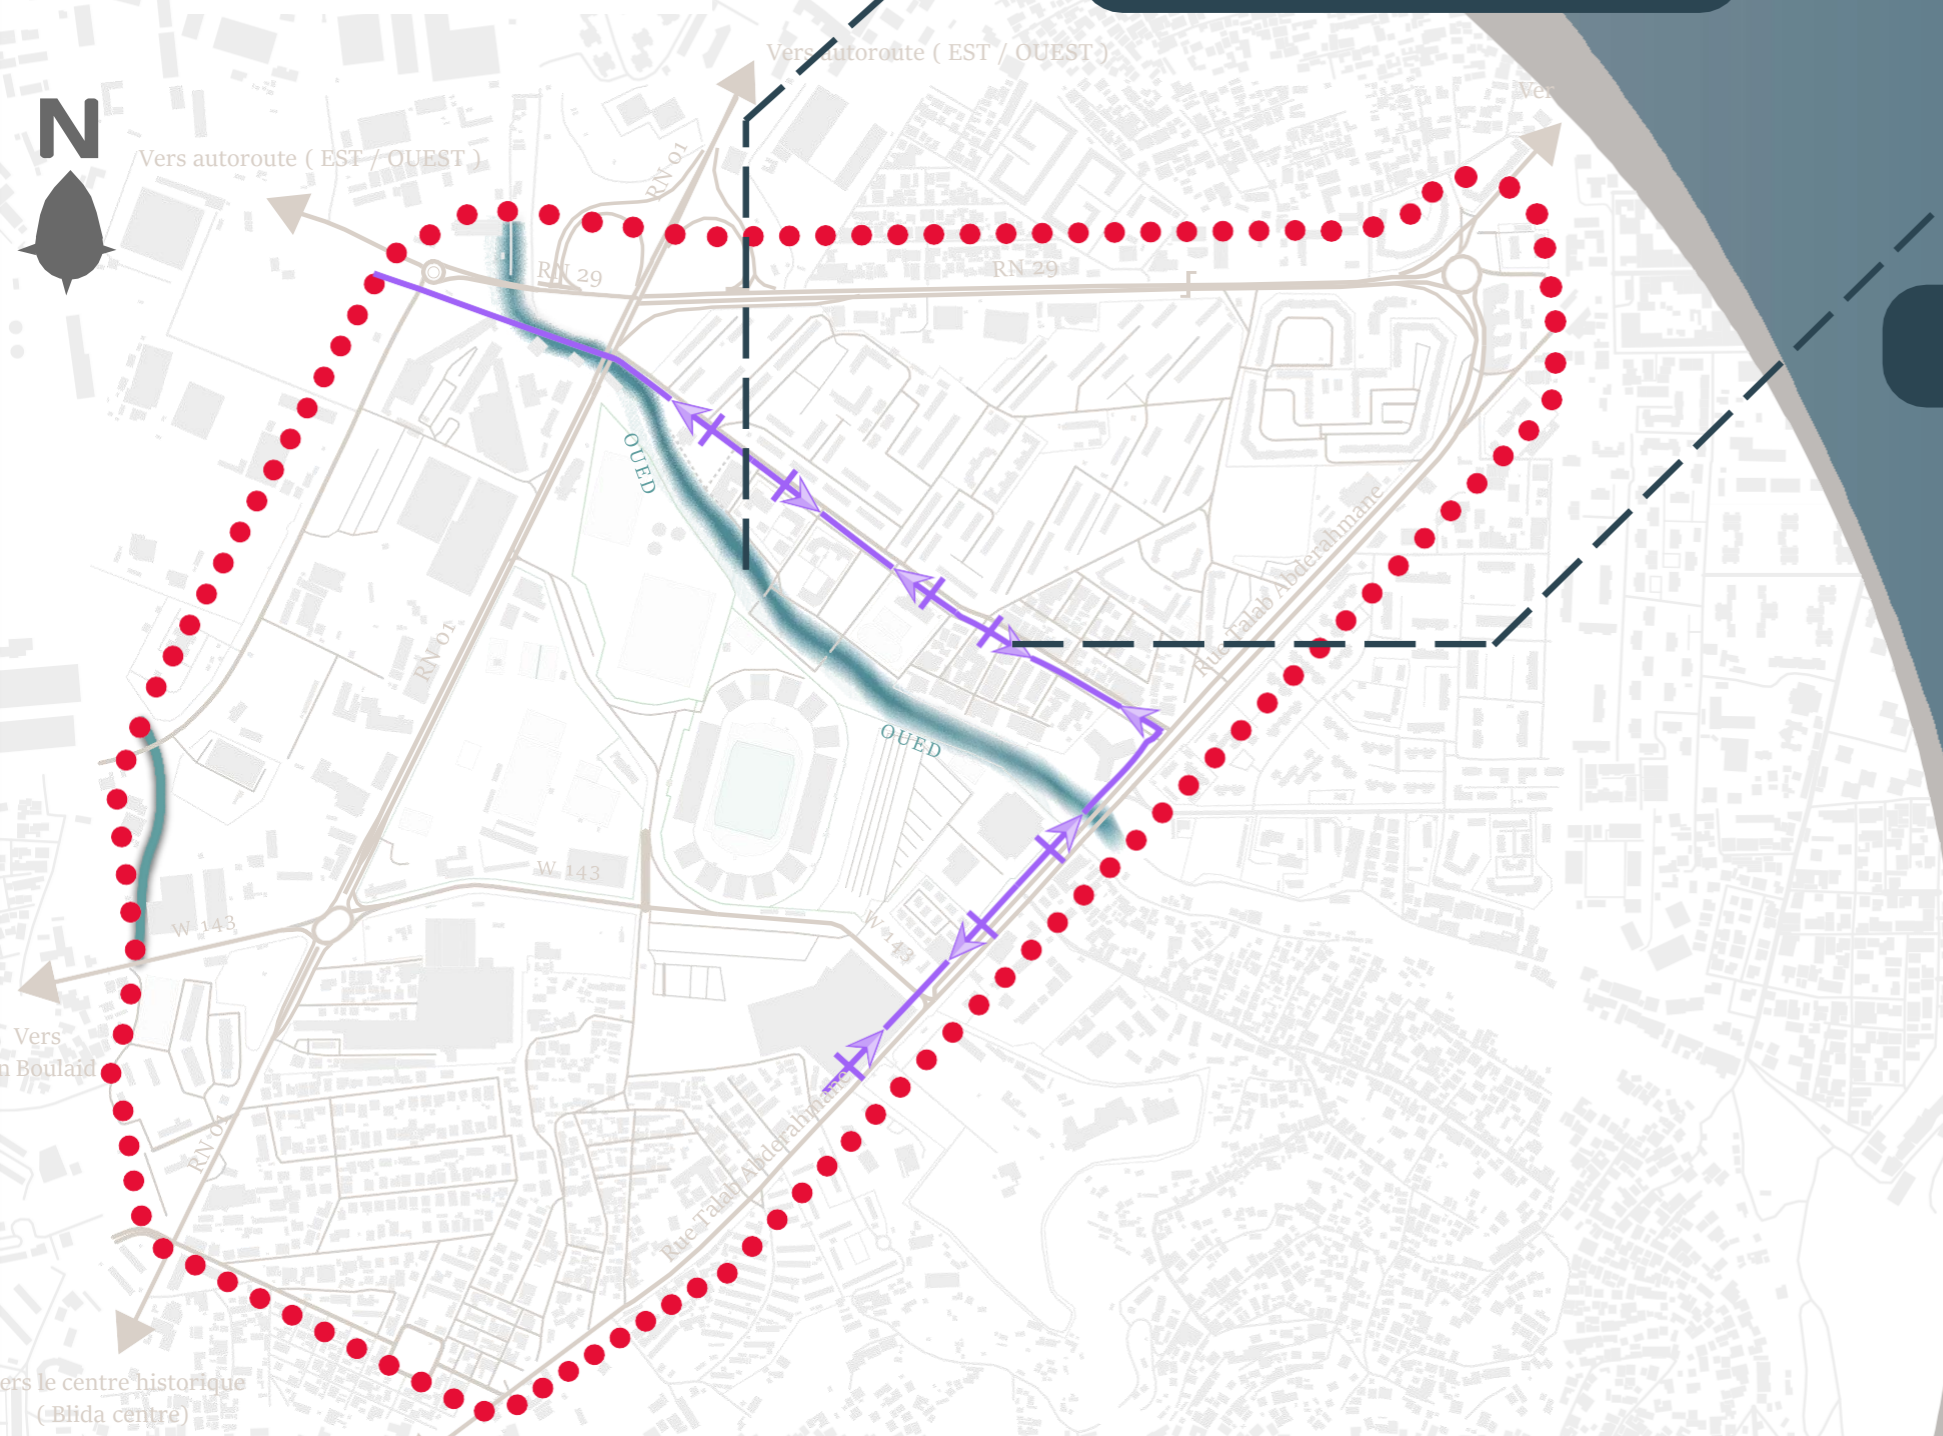 Vers autoroute ( EST / OUEST )
Ver
N
Vers autoroute ( EST / OUEST )
RN 01
RN 29
RN 29
OUED
Rue Talab Abderahmane
RN 01
OUED
W 143
W 143
W 143
Vers
n Boulaid
RN 01
Rue Talab Abderahmane
ers le centre historique
( Blida centre)